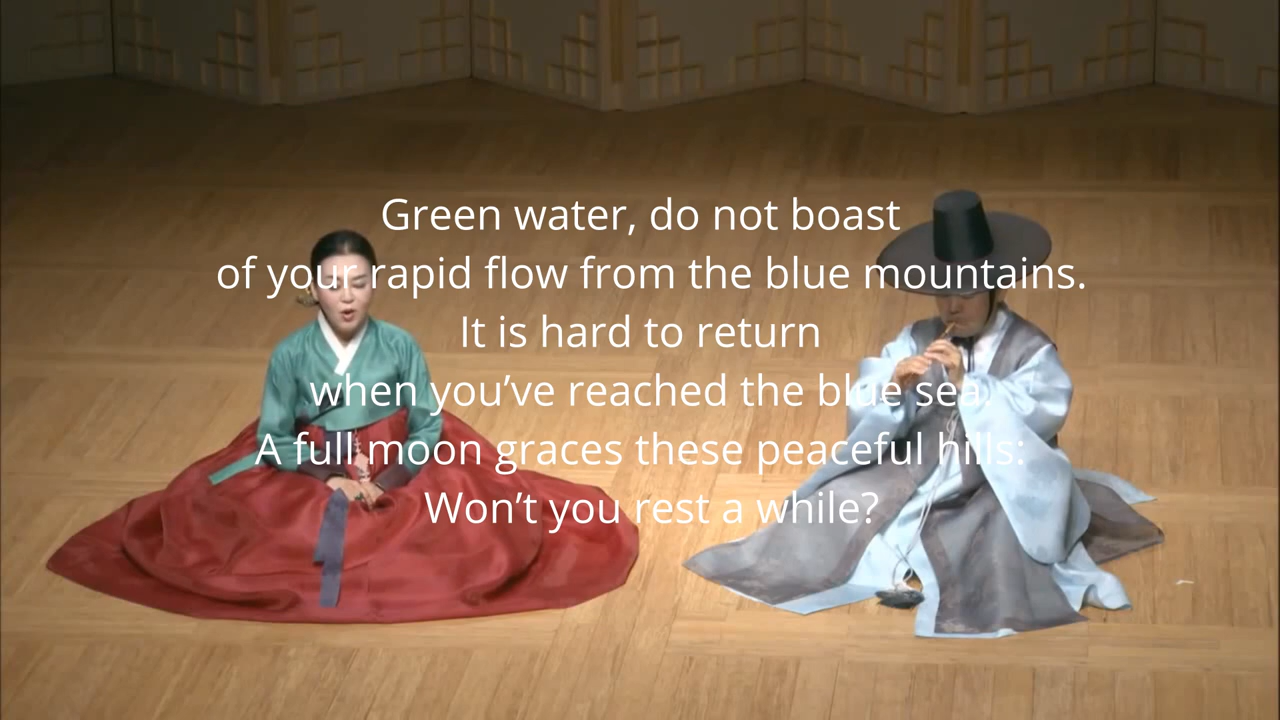 Green water, do not boast
of your rapid flow from the blue mountains.
It is hard to return
when you’ve reached the blue sea.
A full moon graces these peaceful hills:
Won’t you rest a while?